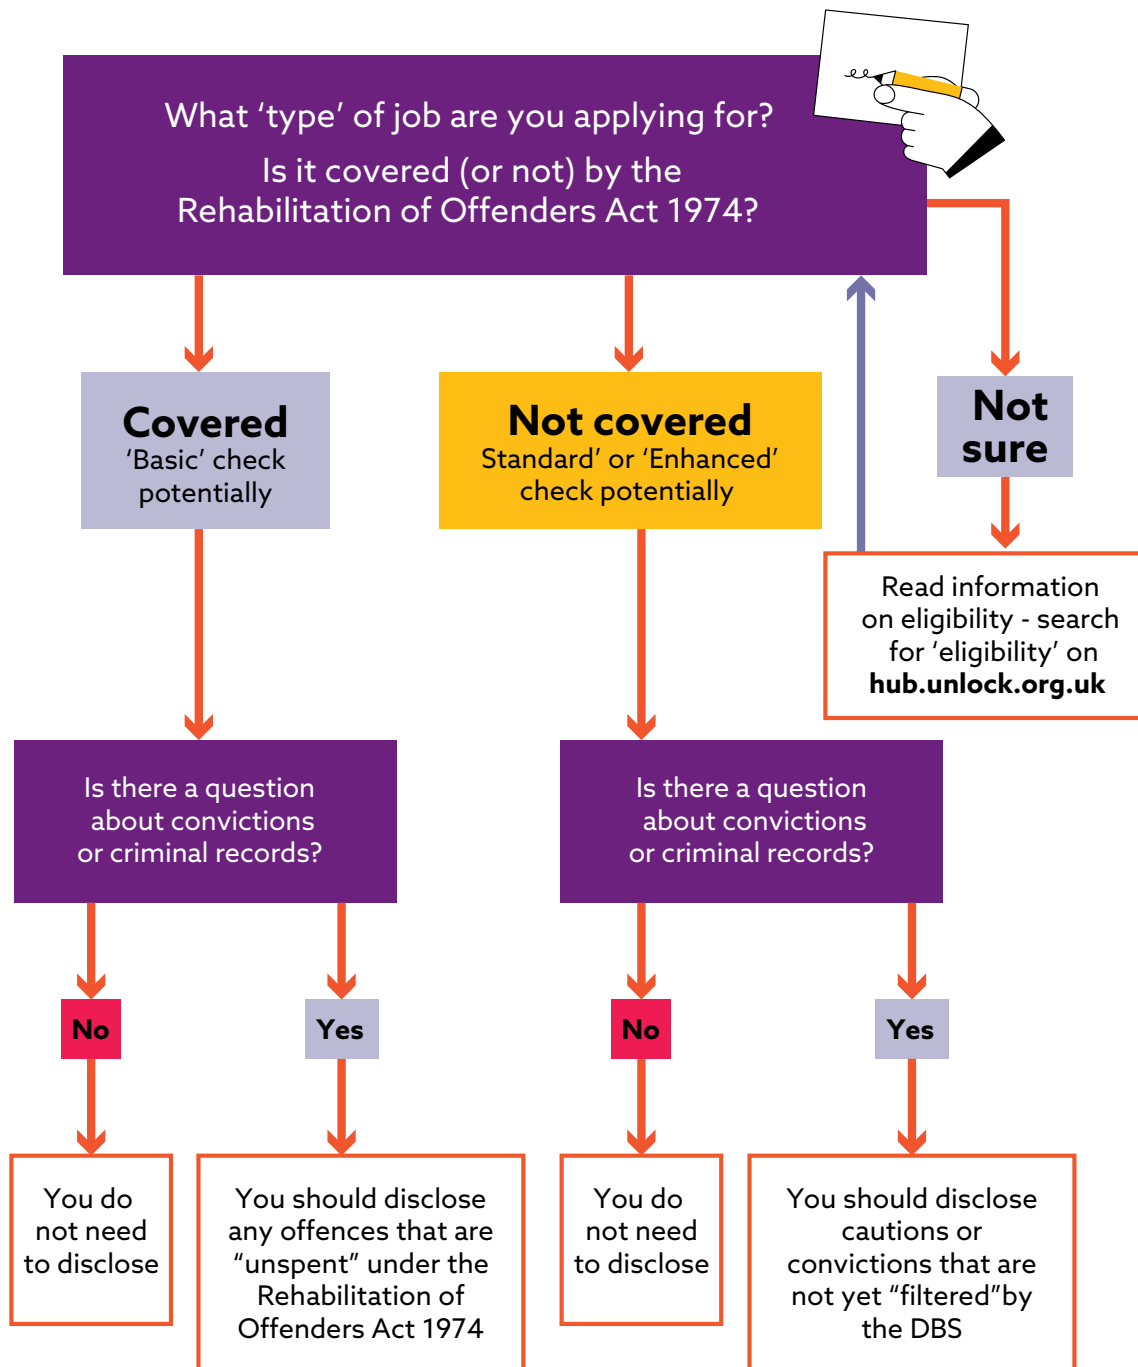 What ‘type’ of job are you applying for?
Is it covered (or not) by the
Rehabilitation of Offenders Act 1974?
Covered
‘Basic’ check
potentially
Not covered
Standard’ or ‘Enhanced’
check potentially
Not
sure
Read information
on eligibility - search
for ‘eligibility’ on
hub.unlock.org.uk
Is there a question
about convictions
or criminal records?
Is there a question
about convictions
or criminal records?
No
Yes
No
Yes
You do
not need
to disclose
You should disclose
any offences that are
“unspent” under the
Rehabilitation of
Offenders Act 1974
You do
not need
to disclose
You should disclose
cautions or
convictions that are
not yet “filtered”by
the DBS